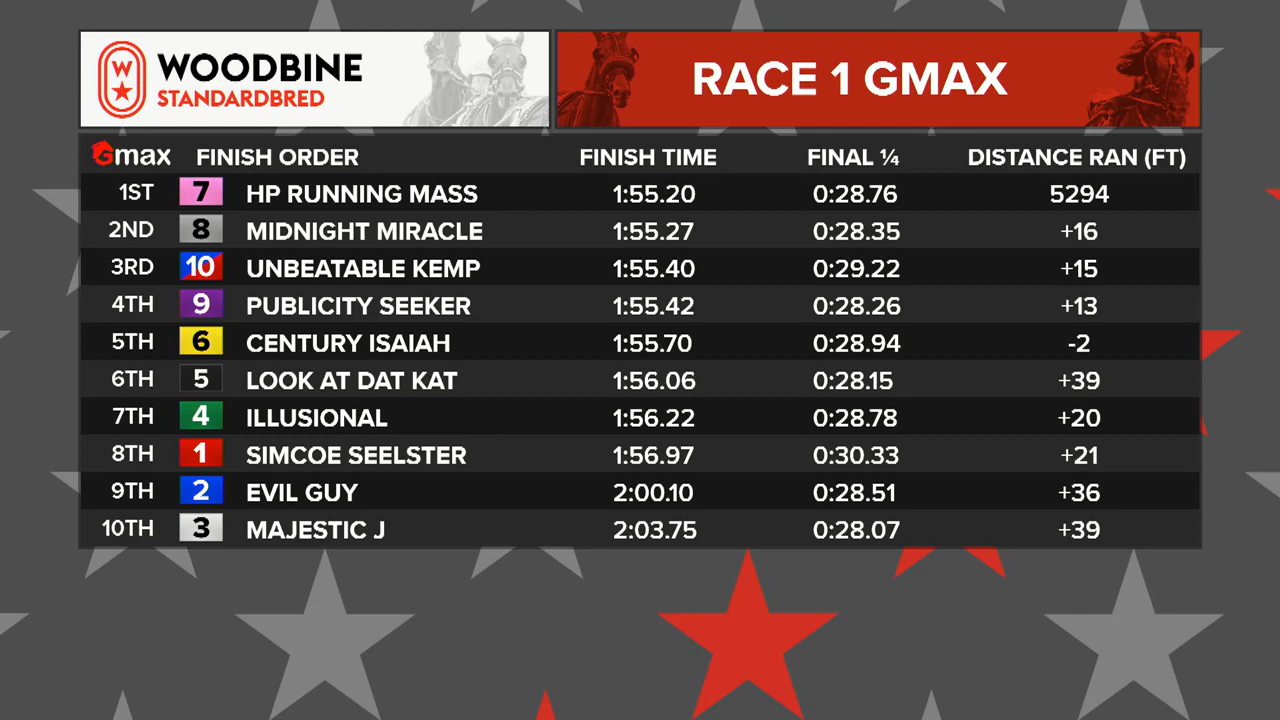 W
WOODBINE
STANDARDBRED
RACE 1 GMAX
Gmax FINISH ORDER FINISH TIME FINAL ¼ DISTANCE RAN (FT)
1ST 7 HP RUNNING MASS 1:55.20 0:28.76 5294
2ND 8 MIDNIGHT MIRACLE 1:55.27 0:28.35 +16
3RD 10 UNBEATABLE KEMP 1:55.40 0:29.22 +15
4TH 9 PUBLICITY SEEKER 1:55.42 0:28.26 +13
5TH 6 CENTURY ISAIAH 1:55.70 0:28.94 -2
6TH 5 LOOK AT DAT KAT 1:56.06 0:28.15 +39
7TH 4 ILLUSIONAL 1:56.22 0:28.78 +20
8TH 1 SIMCOE SEELSTER 1:56.97 0:30.33 +21
9TH 2 EVIL GUY 2:00.10 0:28.51 +36
10TH 3 MAJESTIC J 2:03.75 0:28.07 +39